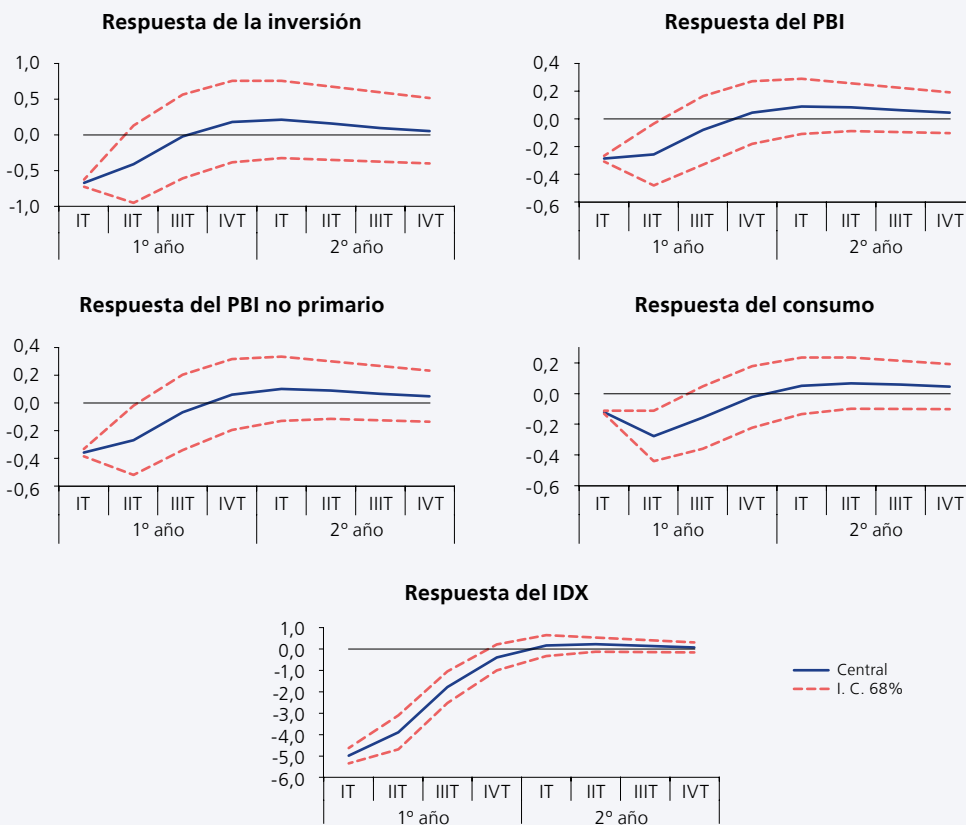 Respuesta de la inversión
1,0
0,5
0,0
-0,5
-1,0
IT IIT IIIT IVT IT IIT IIIT IVT
1º año 2º año
Respuesta del PBI
0,4
0,2
0,0
-0,2
-0,4
-0,6
IT IIT IIIT IVT IT IIT IIIT IVT
1º año 2º año
Respuesta del PBI no primario
0,4
0,2
0,0
-0,2
-0,4
-0,6
IT IIT IIIT IVT IT IIT IIIT IVT
1º año 2º año
Respuesta del consumo
0,2
0,0
-0,2
-0,4
-0,6
IT IIT IIIT IVT IT IIT IIIT IVT
1º año 2º año
Respuesta del IDX
1,0
0,0
-1,0
-2,0
-3,0
-4,0
-5,0
-6,0
IT IIT IIIT IVT IT IIT IIIT IVT
1º año 2º año
Central
I. C. 68%